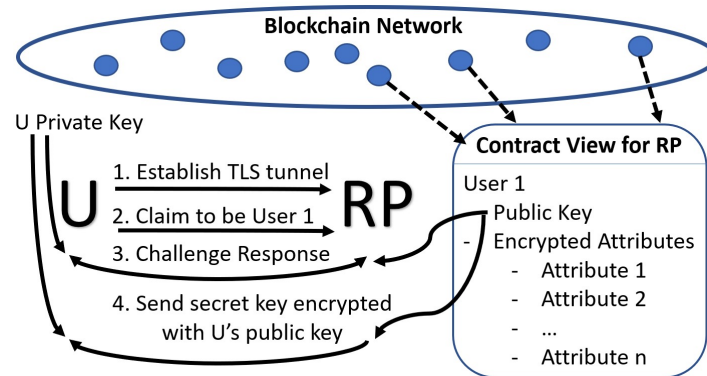 Blockchain Network
U Private Key
U
RP
1. Establish TLS tunnel
2. Claim to be User 1
3. Challenge Response
4. Send secret key encrypted
with U's public key
Contract View for RP
User 1
- Public Key
- Encrypted Attributes
- Attribute 1
- Attribute 2
- ...
- Attribute n